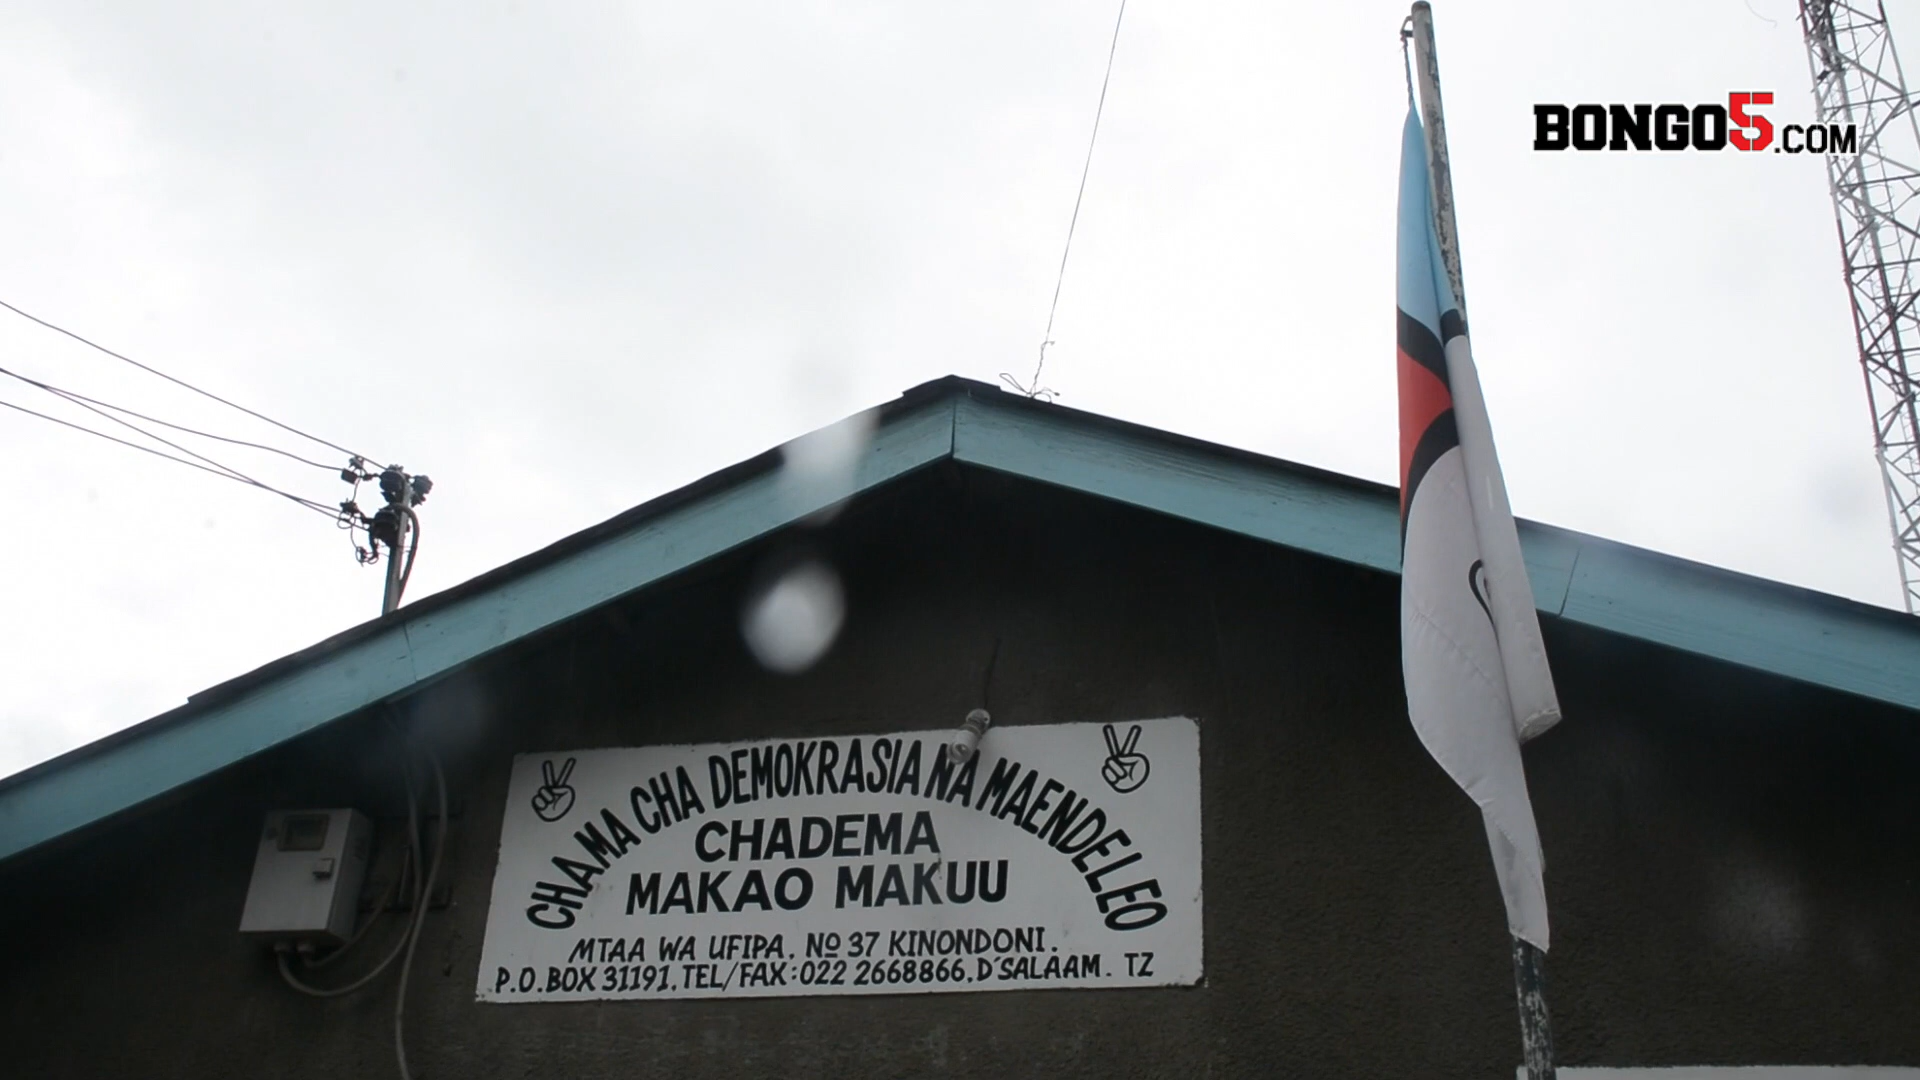 BONGO5.COM
CHAMA CHA DEMOKRASIA NA MAENDELEO
CHADEMA
MAKAO MAKUU
MTAA WA UFIPA. Nº 37 KINONDONI.
P.O.BOX 31191, TEL/FAX:022 2668866, D'SALAAM. TZ